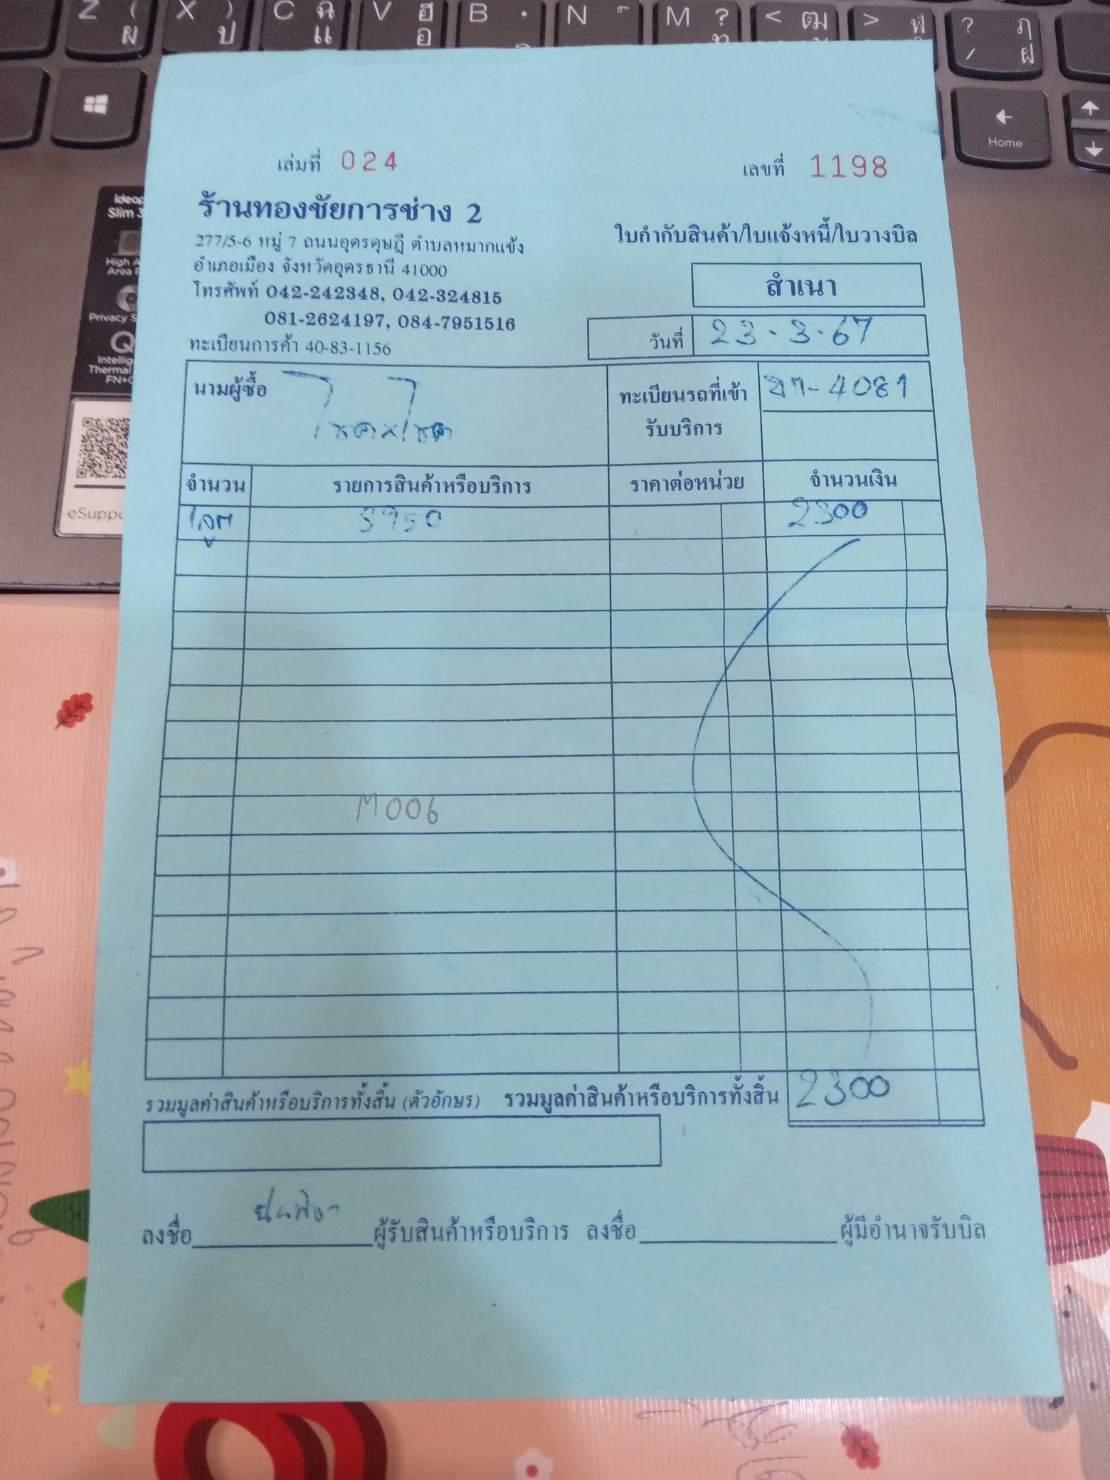 เล่มที่ 024
เลขที่ 1198
ร้านทองชัยการช่าง 2
277/5-6 หมู่ 7 ถนนอุดรดุษฎี ตำบลหมากแข้ง
อำเภอเมือง จังหวัดอุดรธานี 41000
โทรศัพท์ 042-242348, 042-324815
081-2624197, 084-7951516
ทะเบียนการค้า 40-83-1156
ใบกำกับสินค้า/ใบแจ้งหนี้/ใบวางบิล
สำเนา
วันที่ 23-3-67
นามผู้ซื้อ
ทะเบียนรถที่เข้า
รับบริการ
4081
จำนวน รายการสินค้าหรือบริการ ราคาต่อหน่วย จำนวนเงิน
1 ลูก 2300
M006
รวมมูลค่าสินค้าหรือบริการทั้งสิ้น (ตัวอักษร) รวมมูลค่าสินค้าหรือบริการทั้งสิ้น 2300
ลงชื่อ ผู้รับสินค้าหรือบริการ ลงชื่อ ผู้มีอำนาจรับบิล
Z ผ X ) ป C ฉ แ V ฮ อ B N M ? < ฒ > ฬ ? / ฦ ฝ
Home